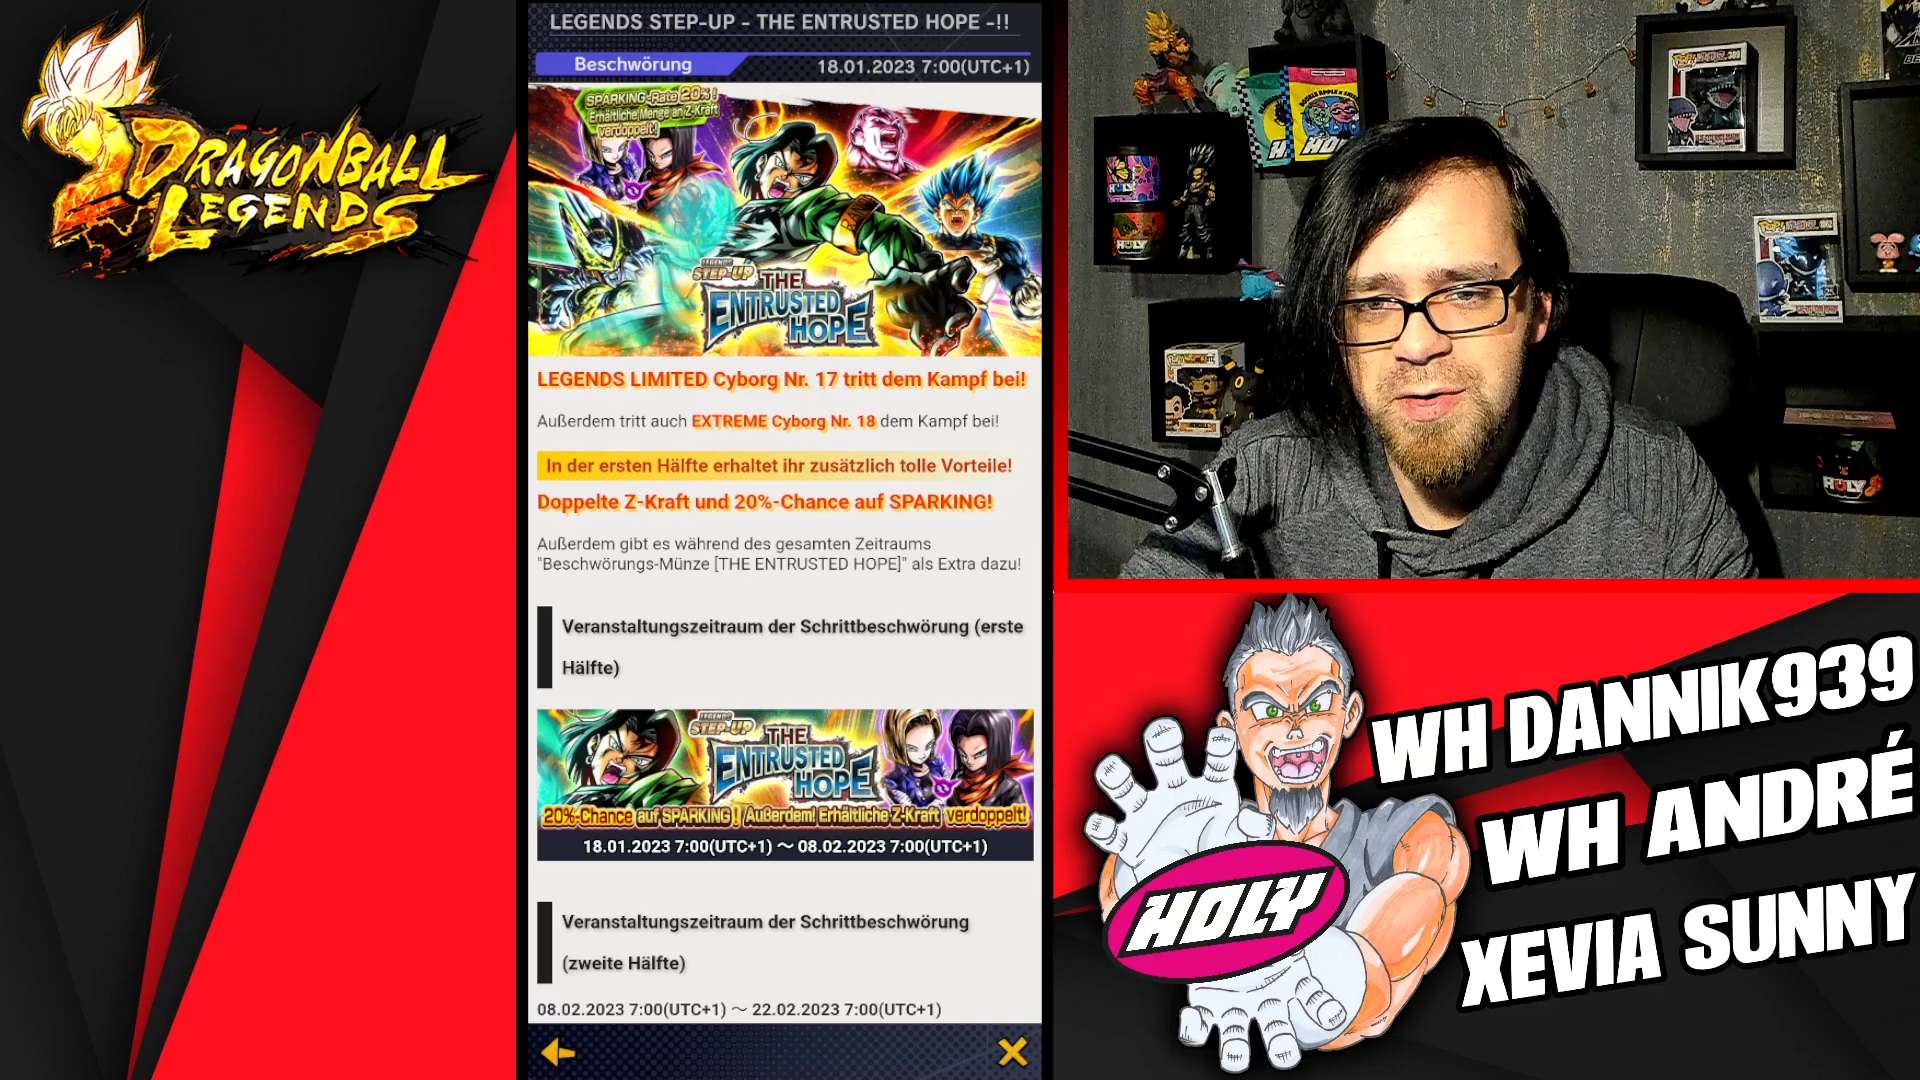 DRAGONBALL
LEGENDS
LEGENDS STEP-UP - THE ENTRUSTED HOPE -!!
Beschwörung
18.01.2023 7:00(UTC+1)
SPARKING-Rate 20%!
Erhältliche Menge an Z-Kraft
verdoppelt!
LEGENDS
STEP-UP
THE
ENTRUSTED
HOPE
LEGENDS LIMITED Cyborg Nr. 17 tritt dem Kampf bei!
Außerdem tritt auch EXTREME Cyborg Nr. 18 dem Kampf bei!
In der ersten Hälfte erhaltet ihr zusätzlich tolle Vorteile!
Doppelte Z-Kraft und 20%-Chance auf SPARKING!
Außerdem gibt es während des gesamten Zeitraums
"Beschwörungs-Münze [THE ENTRUSTED HOPE]" als Extra dazu!
Veranstaltungszeitraum der Schrittbeschwörung (erste
Hälfte)
LEGENDS
STEP-UP
THE
ENTRUSTED
HOPE
20%-Chance auf SPARKING! Außerdem! Erhältliche Z-Kraft verdoppelt!
18.01.2023 7:00(UTC+1) ～ 08.02.2023 7:00(UTC+1)
Veranstaltungszeitraum der Schrittbeschwörung
(zweite Hälfte)
08.02.2023 7:00(UTC+1) ～ 22.02.2023 7:00(UTC+1)
HOLY
HOLY
WH DANNIK939
WH ANDRÉ
XEVIA SUNNY
HOLY